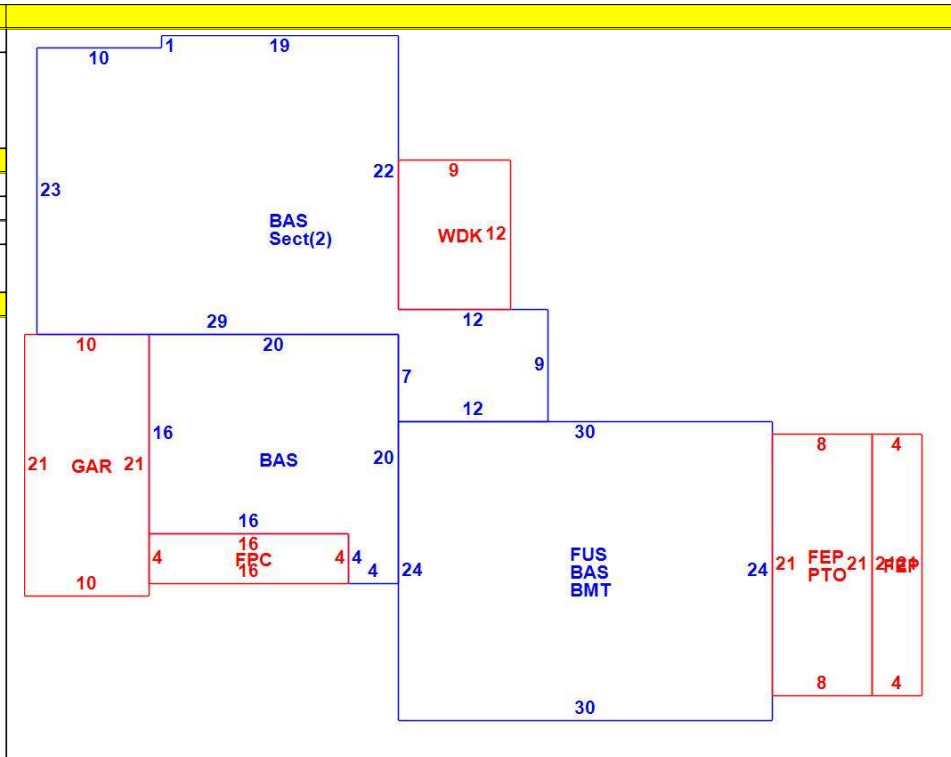 1 19
10
22 9
23
BAS
Sect(2)
WDK 12
29 12
10 20
7 9
12
16 30
8 4
21 GAR 21 BAS 20
16
16
4 FPC 4 4
16 4 24
FUS
BAS
BMT
24 21 FEP
PTO 21 21 FEP
10
8 4
30